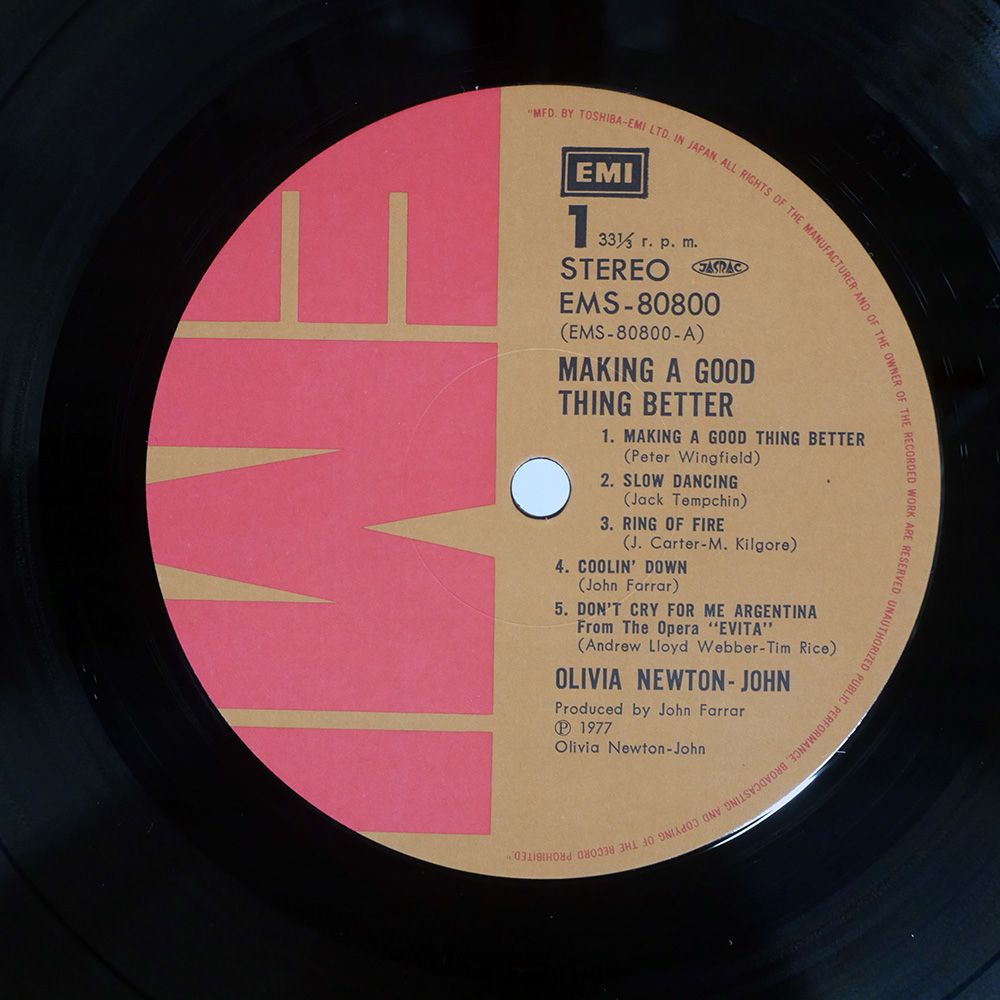 "MFD. BY TOSHIBA-EMI LTD. IN JAPAN. ALL RIGHTS OF THE MANUFACTURER AND OF THE OWNER OF THE RECORDED WORK ARE RESERVED. UNAUTHORIZED PUBLIC PERFORMANCE, BROADCASTING AND COPYING OF THE RECORD PROHIBITED"
EMI
EMI
1 33⅓ r. p. m.
STEREO JASRAC
EMS-80800
(EMS-80800-A)
MAKING A GOOD
THING BETTER
1. MAKING A GOOD THING BETTER
(Peter Wingfield)
2. SLOW DANCING
(Jack Tempchin)
3. RING OF FIRE
(J. Carter-M. Kilgore)
4. COOLIN' DOWN
(John Farrar)
5. DON'T CRY FOR ME ARGENTINA
From The Opera "EVITA"
(Andrew Lloyd Webber-Tim Rice)
OLIVIA NEWTON-JOHN
Produced by John Farrar
℗ 1977
Olivia Newton-John